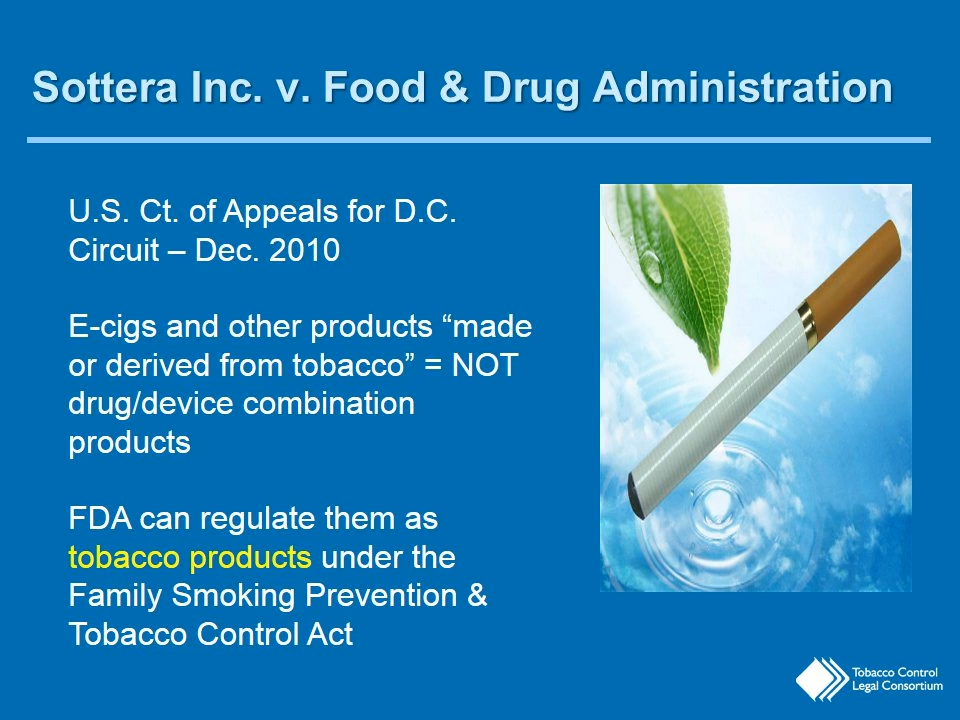 Sottera Inc. v. Food & Drug Administration
U.S. Ct. of Appeals for D.C.
Circuit – Dec. 2010
E-cigs and other products “made
or derived from tobacco” = NOT
drug/device combination
products
FDA can regulate them as
tobacco products under the
Family Smoking Prevention &
Tobacco Control Act
Tobacco Control
Legal Consortium